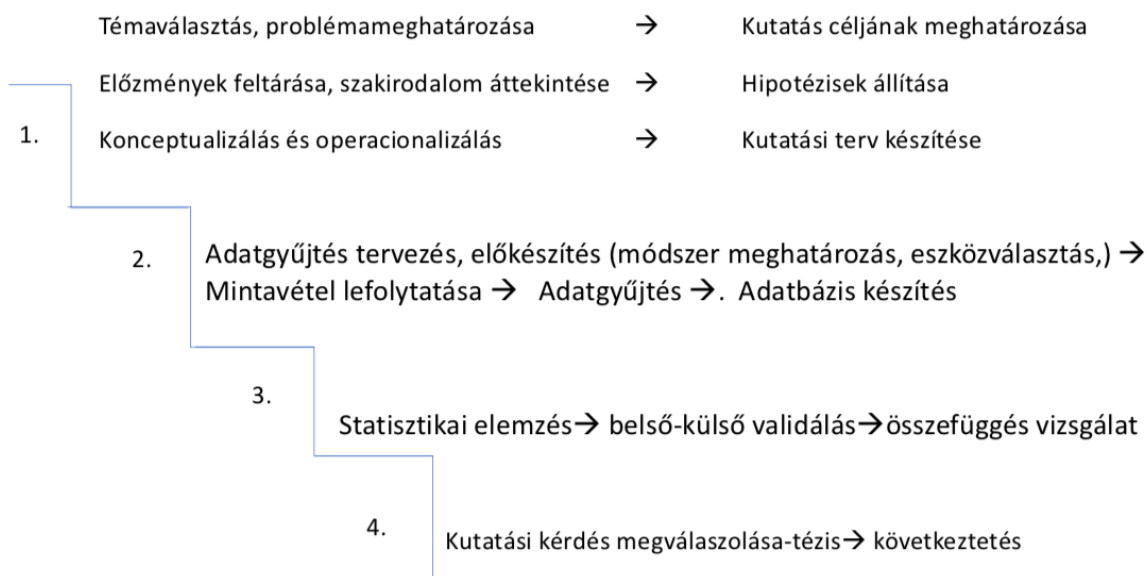 Témaválasztás, problémameghatározása → Kutatás céljának meghatározása
Előzmények feltárása, szakirodalom áttekintése → Hipotézisek állítása
1. Konceptualizálás és operacionalizálás → Kutatási terv készítése
2. Adatgyűjtés tervezés, előkészítés (módszer meghatározás, eszközválasztás,) →
Mintavétel lefolytatása → Adatgyűjtés →. Adatbázis készítés
3.
Statisztikai elemzés→ belső-külső validálás→összefüggés vizsgálat
4.
Kutatási kérdés megválaszolása-tézis→ következtetés